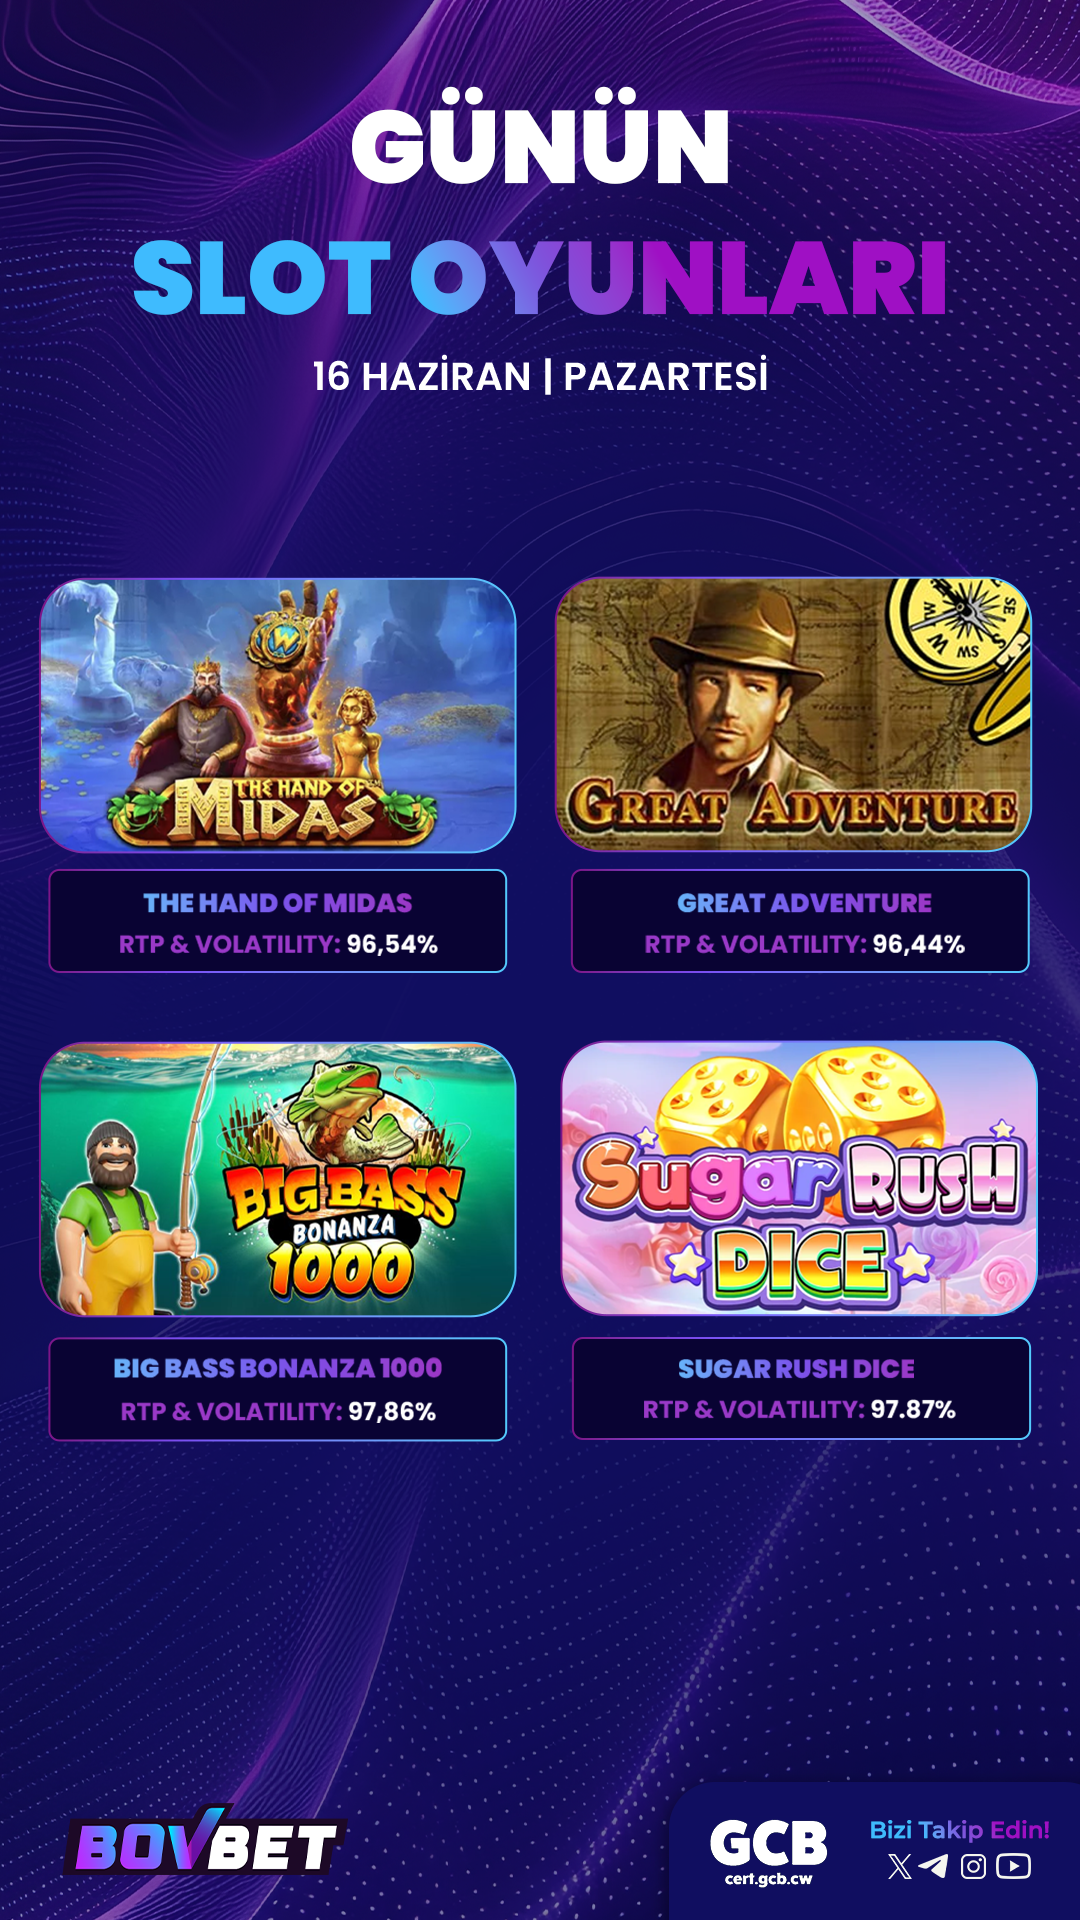 GÜNÜN
SLOT OYUNLARI
16 HAZİRAN | PAZARTESİ
W
THE HAND OF
MIDAS
SE
S
SW
W
NW
GREAT ADVENTURE
THE HAND OF MIDAS
RTP & VOLATILITY: 96,54%
GREAT ADVENTURE
RTP & VOLATILITY: 96,44%
BIG BASS
BONANZA
1000
Sugar RUSH
DICE
BIG BASS BONANZA 1000
RTP & VOLATILITY: 97,86%
SUGAR RUSH DICE
RTP & VOLATILITY: 97.87%
BOVBET
GCB
cert.gcb.cw
Bizi Takip Edin!